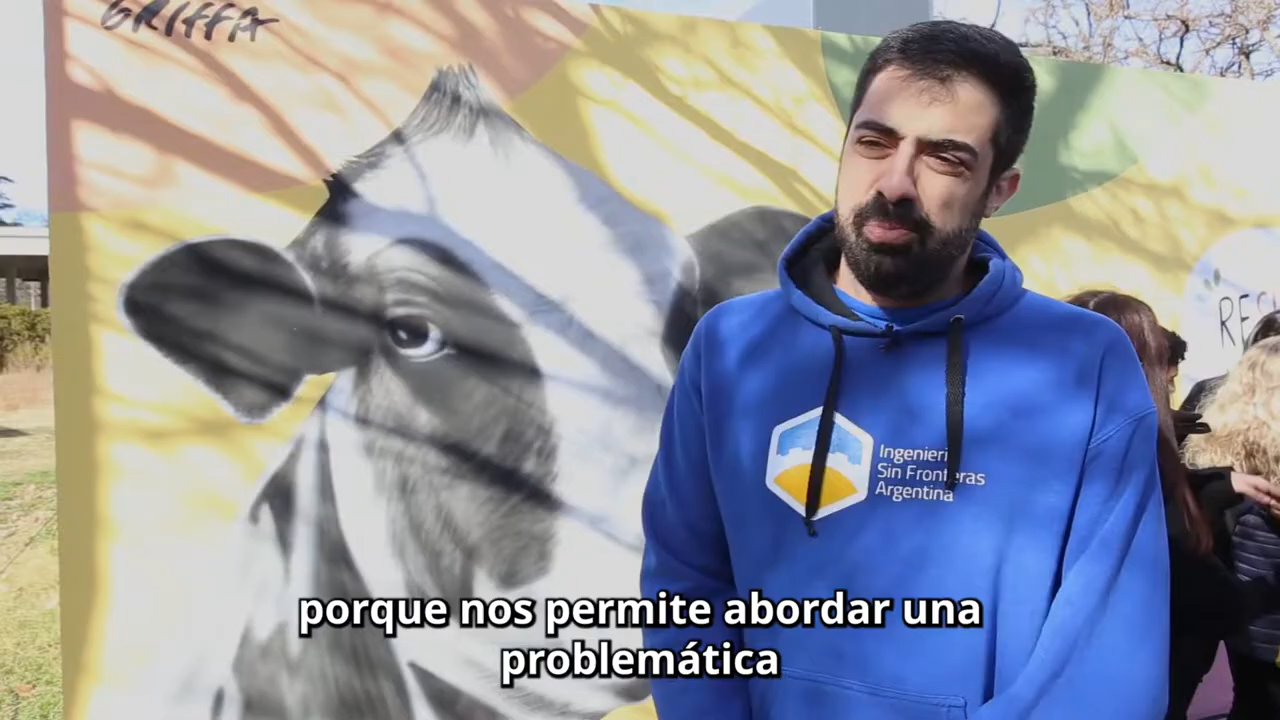 GRIFFA
Ingeniería
Sin Fronteras
Argentina
porque nos permite abordar una
problemática